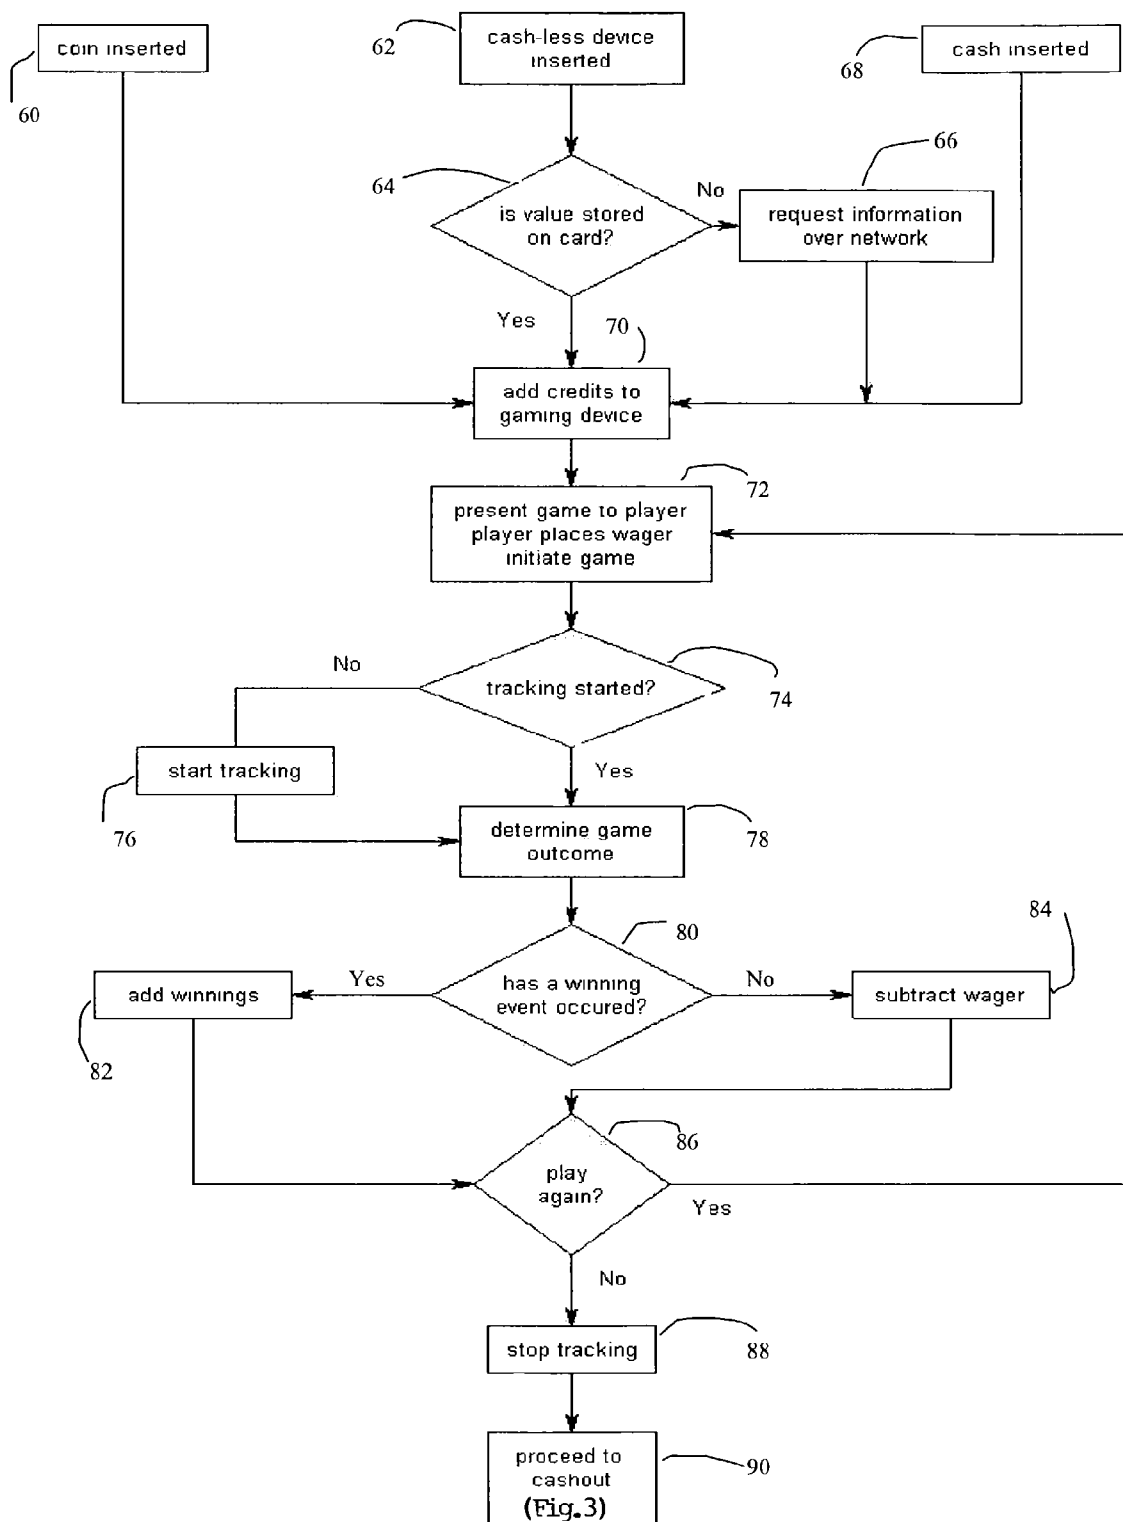 coin inserted
60
62
cash-less device
inserted
cash inserted
68
64
is value stored
on card?
No
66
request information
over network
Yes
70
add credits to
gaming device
72
present game to player
player places wager
initiate game
No
tracking started?
74
start tracking
76
Yes
determine game
outcome
78
80
84
add winnings
Yes
has a winning
event occured?
No
subtract wager
82
86
play
again?
Yes
No
stop tracking
88
proceed to
cashout
(Fig.3)
90